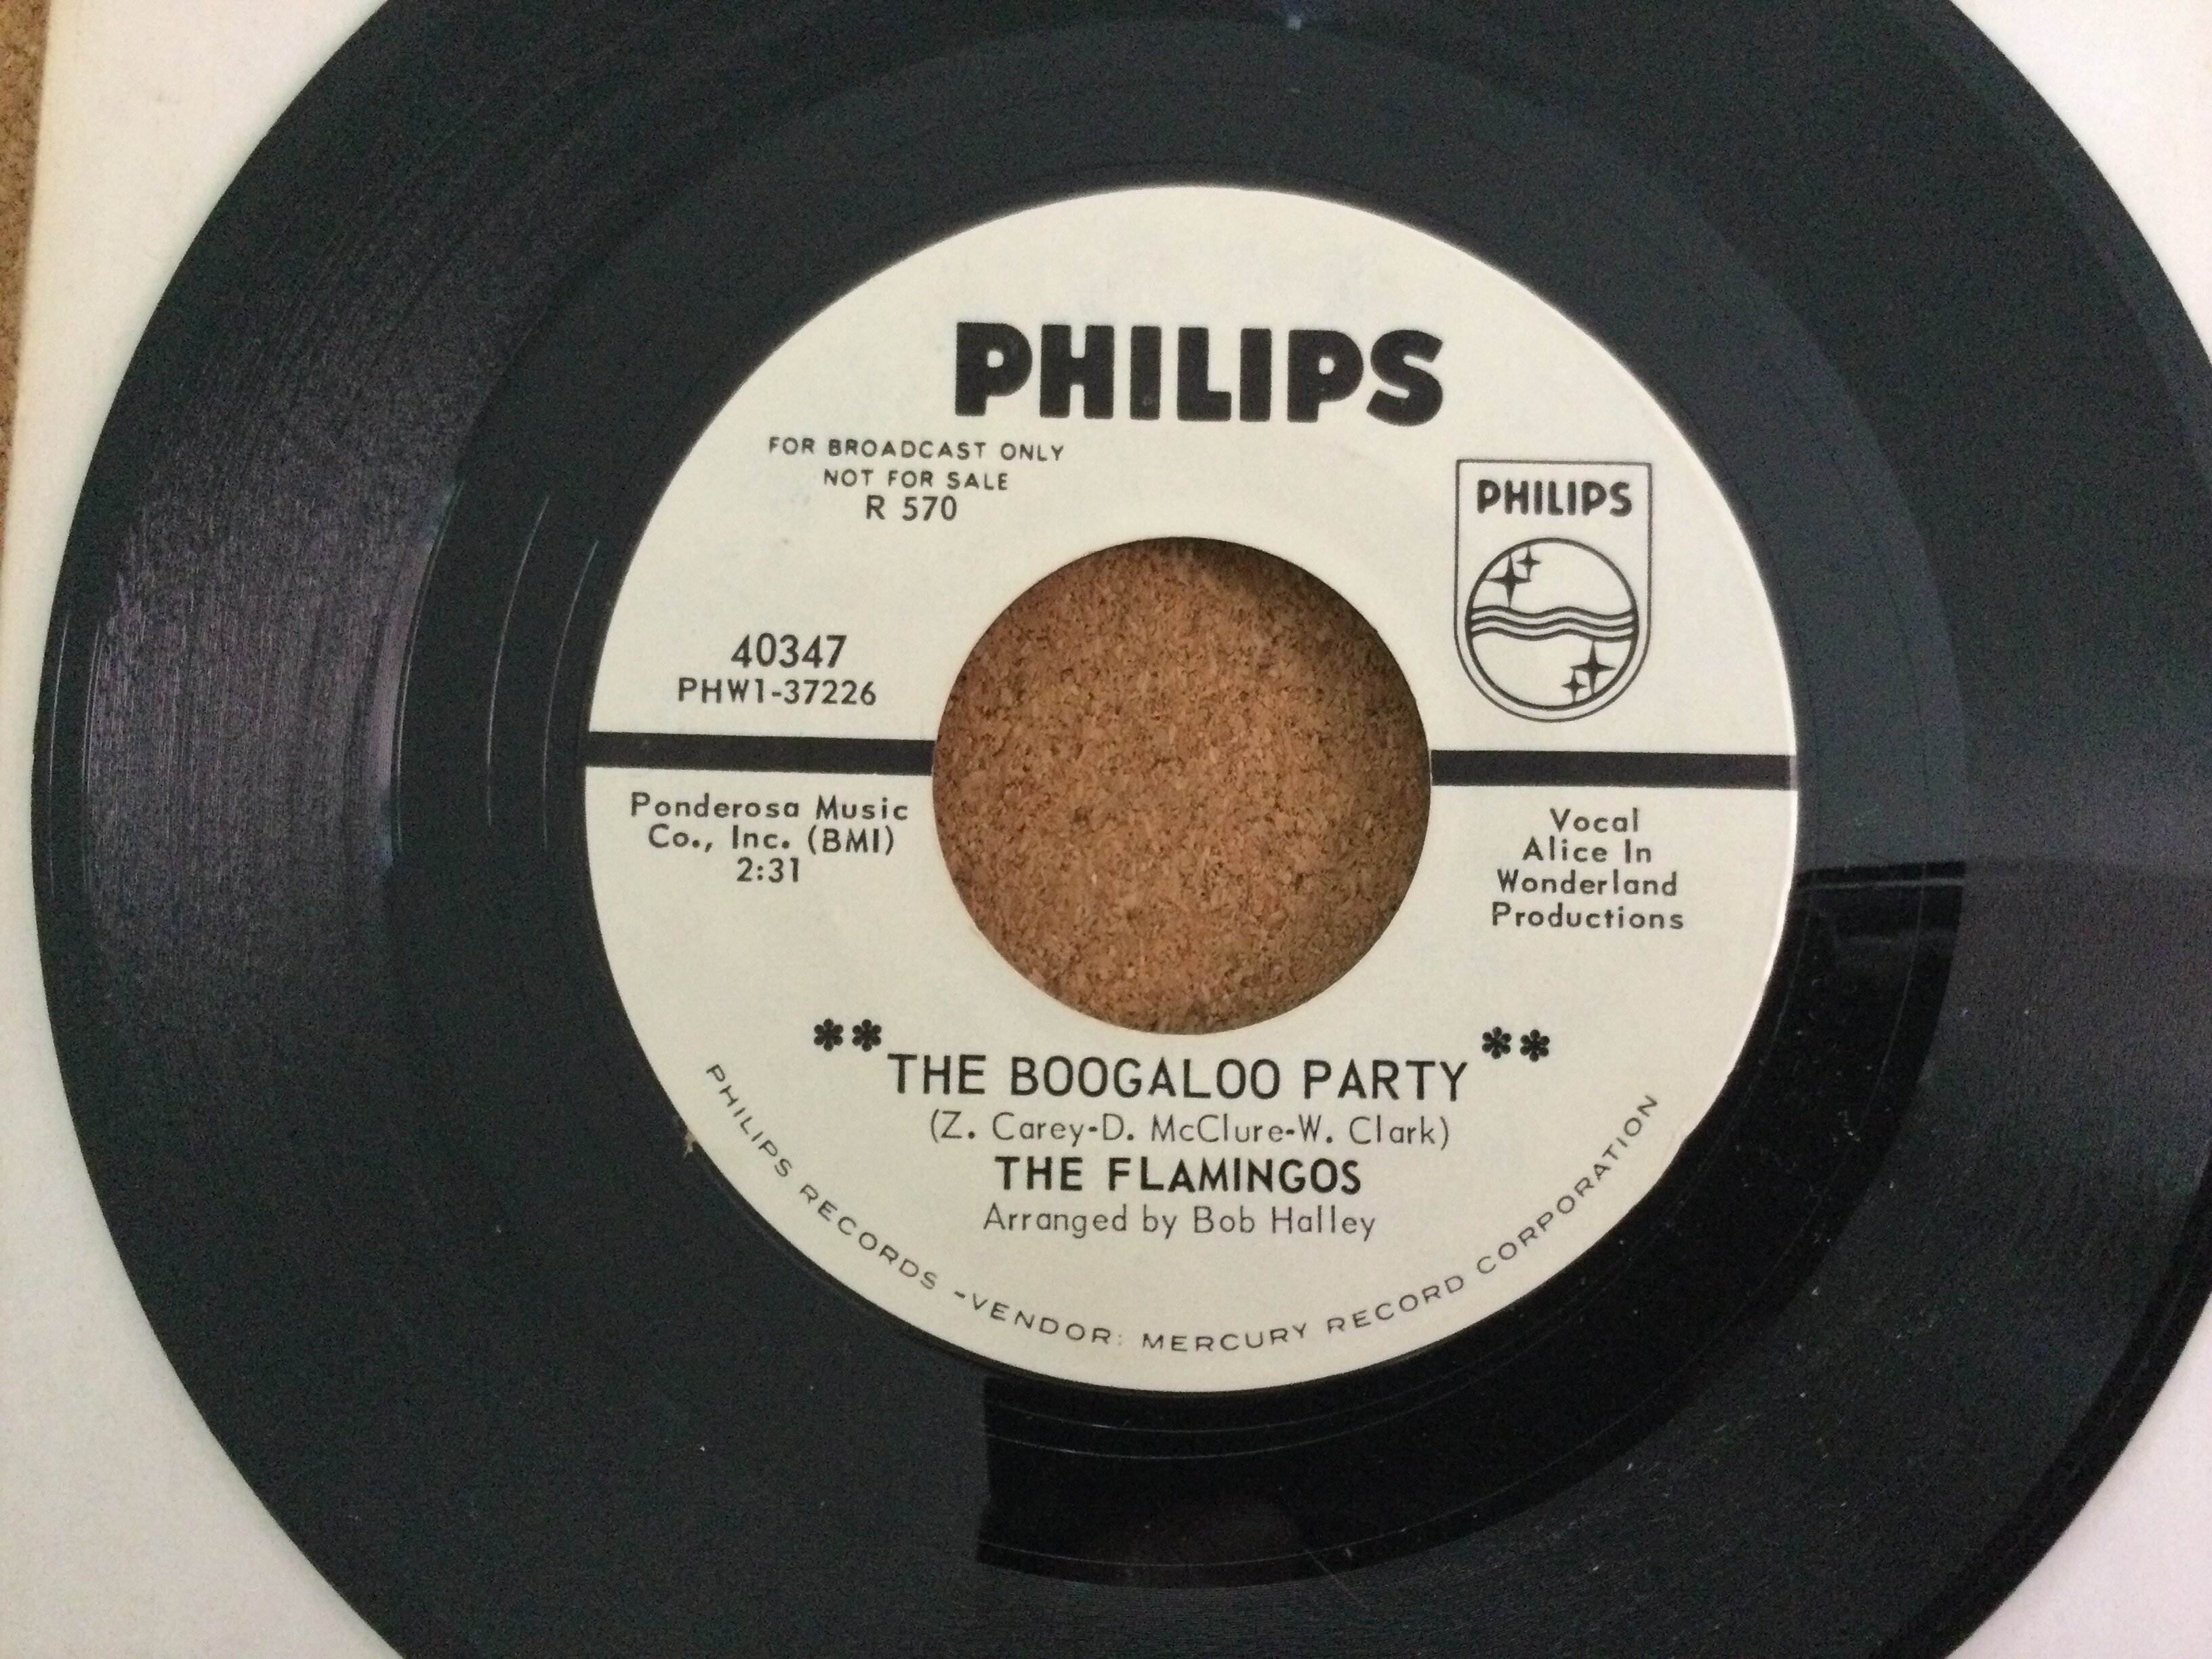 PHILIPS
FOR BROADCAST ONLY
NOT FOR SALE
R 570
PHILIPS
40347
PHW1-37226
Ponderosa Music
Co., Inc. (BMI)
2:31
Vocal
Alice In
Wonderland
Productions
**THE BOOGALOO PARTY**
(Z. Carey-D. McClure-W. Clark)
THE FLAMINGOS
Arranged by Bob Halley
PHILIPS RECORDS -VENDOR: MERCURY RECORD CORPORATION